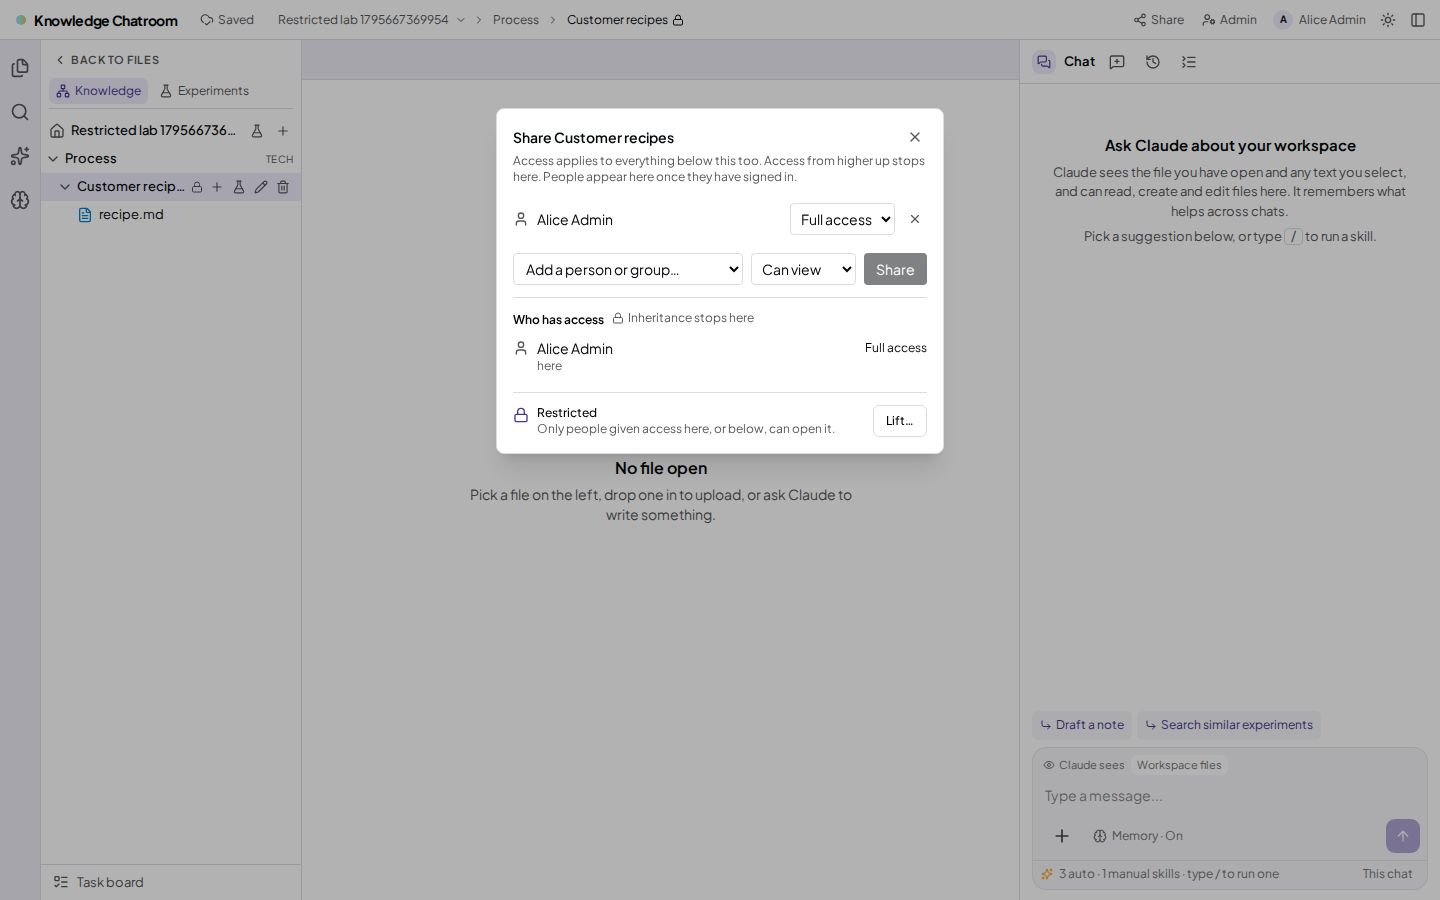 Knowledge Chatroom
Saved
Restricted lab 1795667369954
Process
Customer recipes
Share
Admin
A
Alice Admin
BACK TO FILES
Knowledge
Experiments
Restricted lab 179566736...
Process
TECH
Customer recip...
recipe.md
Task board
Share Customer recipes
Access applies to everything below this too. Access from higher up stops
here. People appear here once they have signed in.
Alice Admin
Full access
Add a person or group...
Can view
Share
Who has access
Inheritance stops here
Alice Admin
Full access
here
Restricted
Only people given access here, or below, can open it.
Lift...
No file open
Pick a file on the left, drop one in to upload, or ask Claude to
write something.
Chat
Ask Claude about your workspace
Claude sees the file you have open and any text you select,
and can read, create and edit files here. It remembers what
helps across chats.
Pick a suggestion below, or type / to run a skill.
Draft a note
Search similar experiments
Claude sees
Workspace files
Type a message...
Memory · On
3 auto · 1 manual skills · type / to run one
This chat